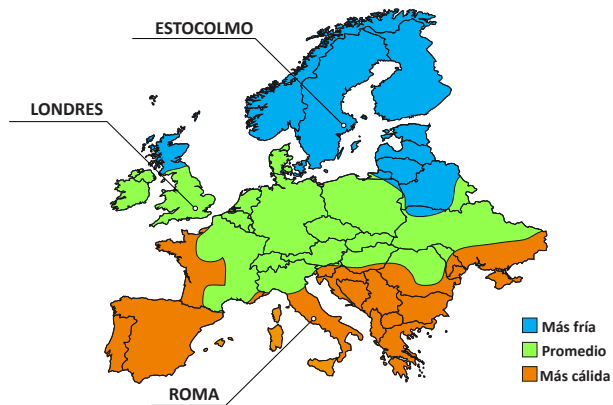 ESTOCOLMO
LONDRES
Más fría
Promedio
Más cálida
ROMA